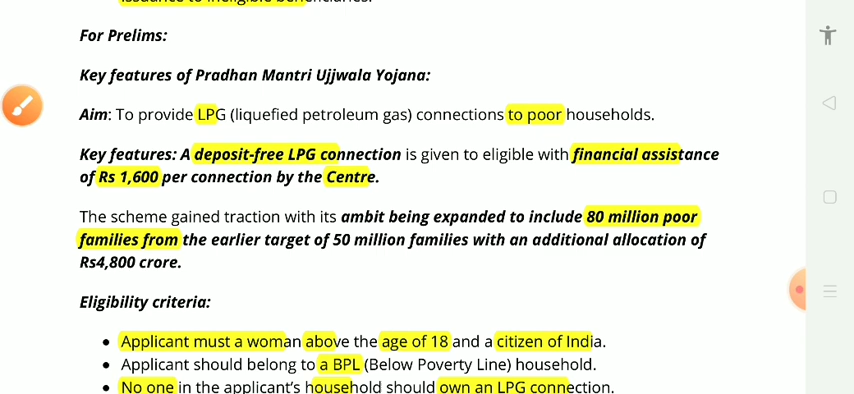 issuance to ineligible beneficiaries.
For Prelims:
Key features of Pradhan Mantri Ujjwala Yojana:
Aim: To provide LPG (liquefied petroleum gas) connections to poor households.
Key features: A deposit-free LPG connection is given to eligible with financial assistance
of Rs 1,600 per connection by the Centre.
The scheme gained traction with its ambit being expanded to include 80 million poor
families from the earlier target of 50 million families with an additional allocation of
Rs4,800 crore.
Eligibility criteria:
• Applicant must a woman above the age of 18 and a citizen of India.
• Applicant should belong to a BPL (Below Poverty Line) household.
• No one in the applicant’s household should own an LPG connection.